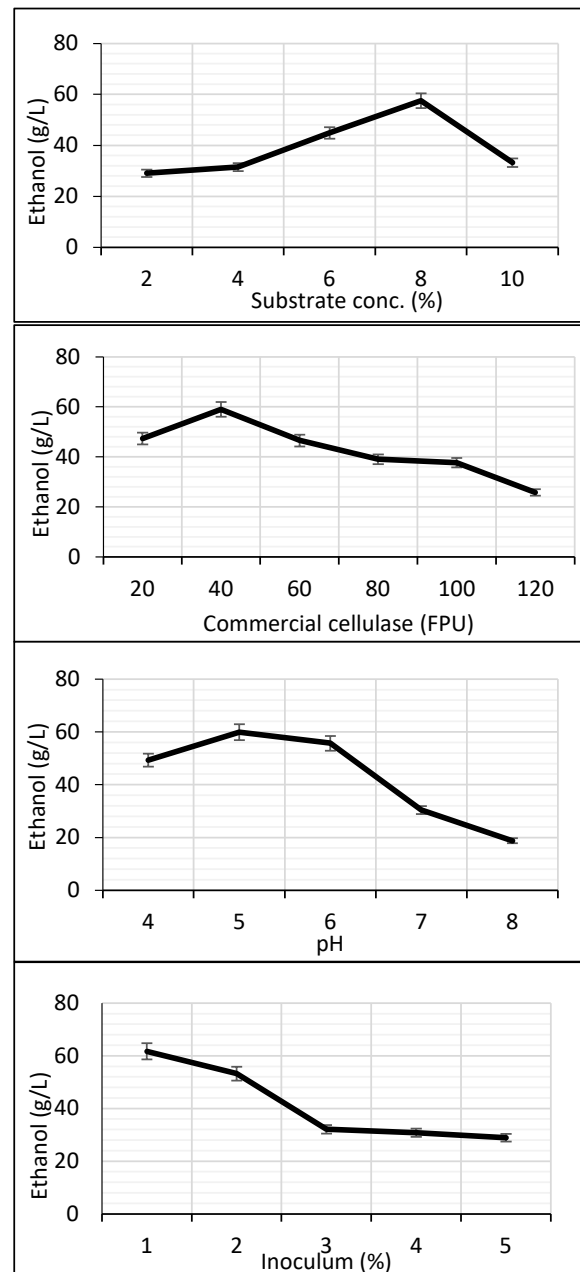 Ethanol (g/L)
80
60
40
20
0
2 4 6 8 10
Substrate conc. (%)
Ethanol (g/L)
80
60
40
20
0
20 40 60 80 100 120
Commercial cellulase (FPU)
Ethanol (g/L)
80
60
40
20
0
4 5 6 7 8
pH
Ethanol (g/L)
80
60
40
20
0
1 2 3 4 5
Inoculum (%)